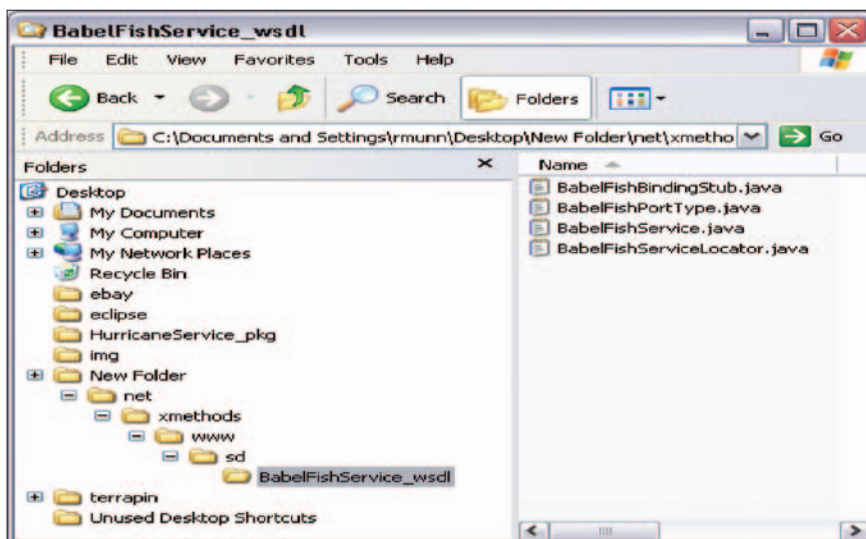 BabelFishService_wsdl
File Edit View Favorites Tools Help
Back Search Folders
Address C:\Documents and Settings\rmunn\Desktop\New Folder\net\xmetho Go
Folders
Desktop
My Documents
My Computer
My Network Places
Recycle Bin
ebay
eclipse
HurricaneService_pkg
img
New Folder
net
xmethods
www
sd
BabelFishService_wsdl
terrapin
Unused Desktop Shortcuts
Name
BabelFishBindingStub.java
BabelFishPortType.java
BabelFishService.java
BabelFishServiceLocator.java